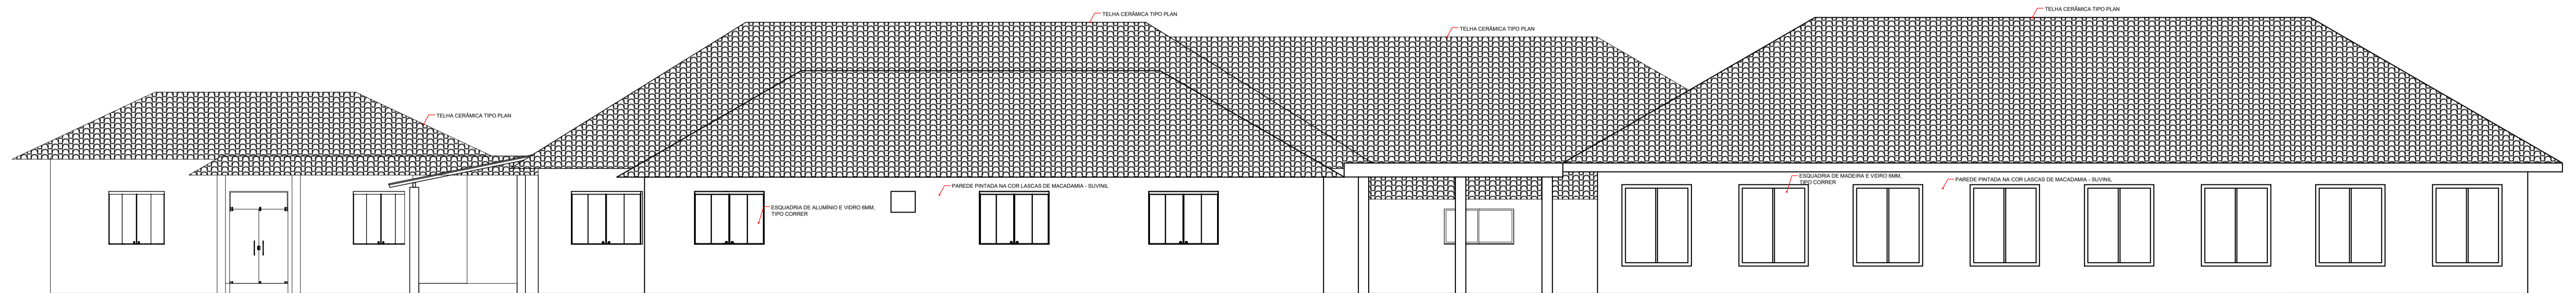 TELHA CERÂMICA TIPO PLAN
TELHA CERÂMICA TIPO PLAN
TELHA CERÂMICA TIPO PLAN
TELHA CERÂMICA TIPO PLAN
PAREDE PINTADA NA COR LASCAS DE MACADAMIA - SUVINIL
ESQUADRIA DE ALUMÍNIO E VIDRO 6MM,
TIPO CORRER
ESQUADRIA DE MADEIRA E VIDRO 6MM,
TIPO CORRER
PAREDE PINTADA NA COR LASCAS DE MACADAMIA - SUVINIL